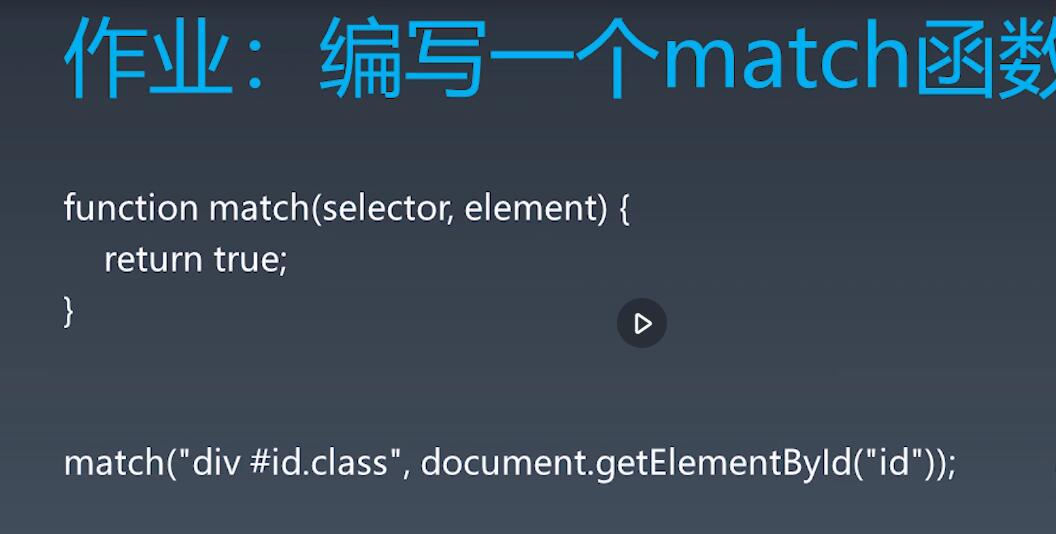 作业：编写一个match函数
function match(selector, element) {
return true;
}
match("div #id.class", document.getElementById("id"));